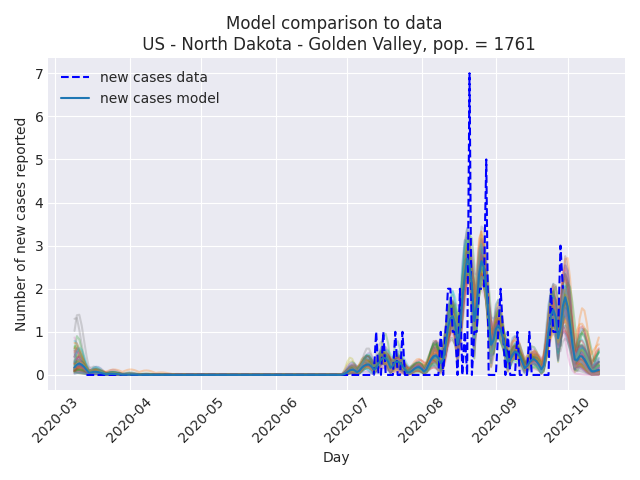 Model comparison to data
US - North Dakota - Golden Valley, pop. = 1761
new cases data
new cases model
Number of new cases reported
7
6
5
4
3
2
1
0
2020-03
2020-04
2020-05
2020-06
2020-07
2020-08
2020-09
2020-10
Day